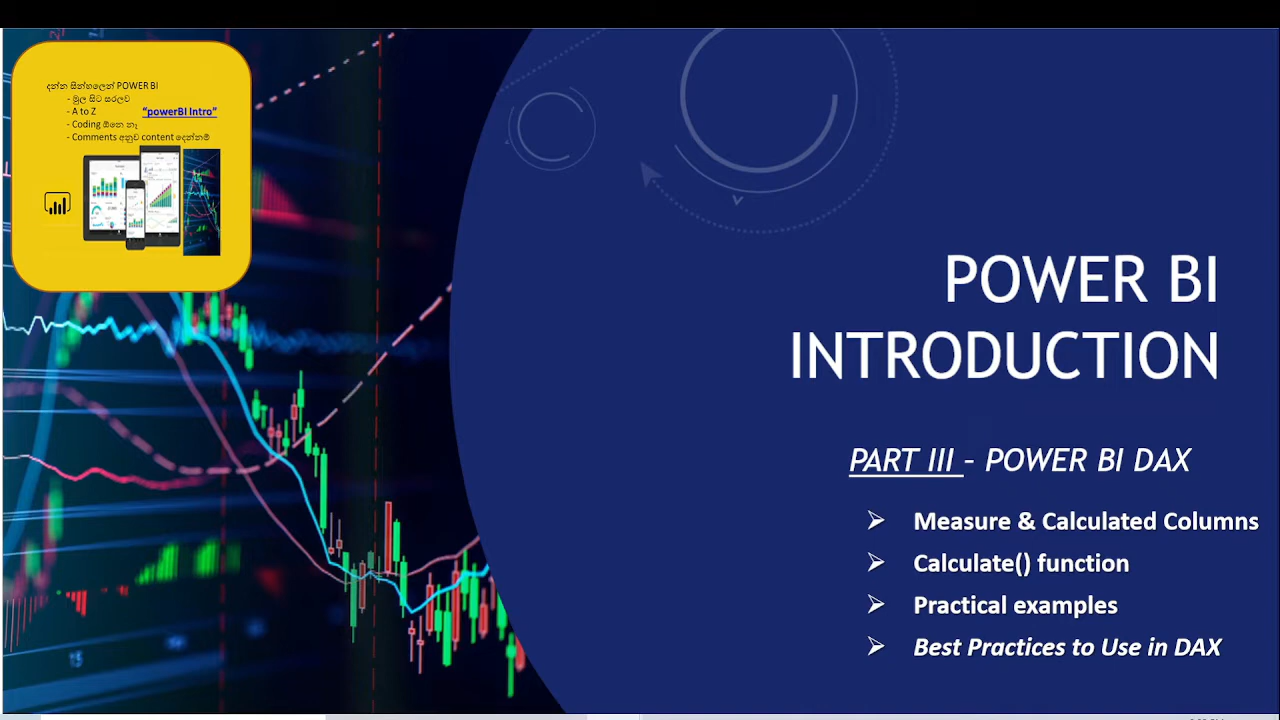 දන්න සින්හලෙන් POWER BI
- මුල සිට සරලව
- A to Z “powerBI Intro”
- Coding ඕනෙ නෑ
- Comments අනුව content දෙන්නම්
POWER BI
INTRODUCTION
PART III - POWER BI DAX
Measure & Calculated Columns
Calculate() function
Practical examples
Best Practices to Use in DAX